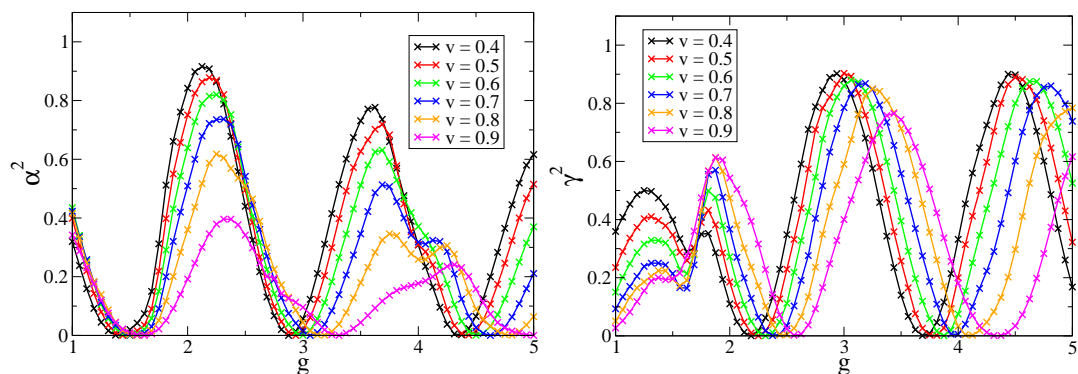 α²
1
0.8
0.6
0.4
0.2
0
1
2
3
4
5
g
v = 0.4
v = 0.5
v = 0.6
v = 0.7
v = 0.8
v = 0.9
γ²
1
0.8
0.6
0.4
0.2
0
1
2
3
4
5
g
v = 0.4
v = 0.5
v = 0.6
v = 0.7
v = 0.8
v = 0.9